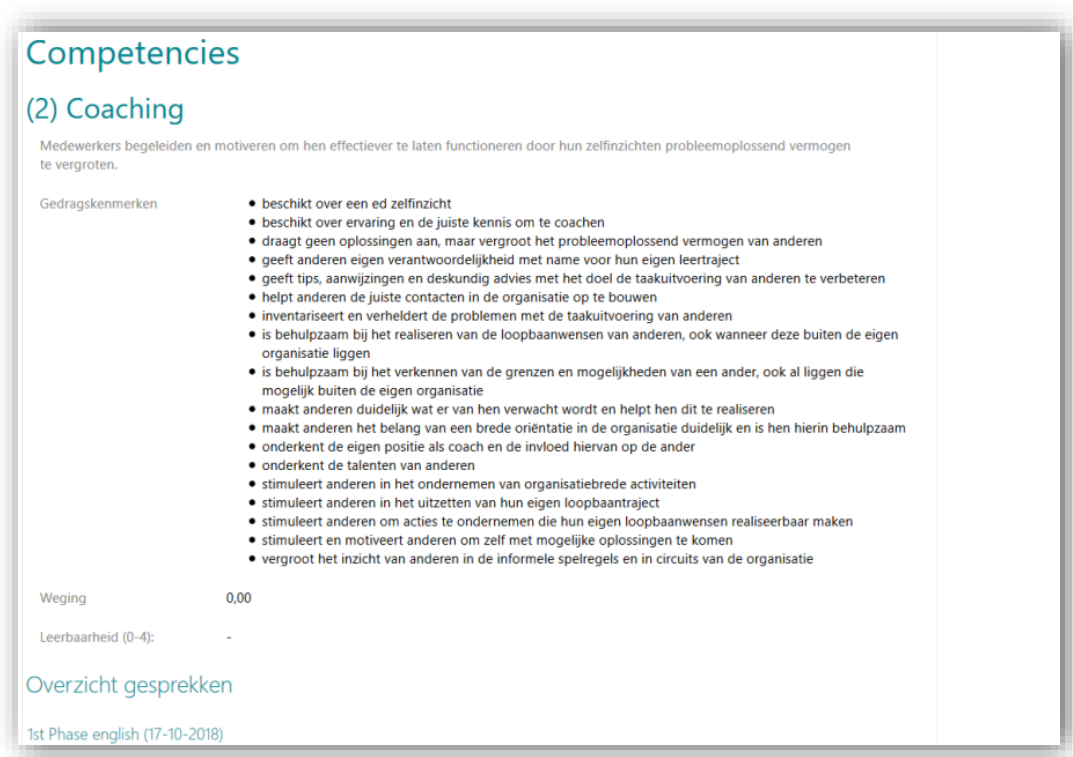 Competencies
(2) Coaching
Medewerkers begeleiden en motiveren om hen effectiever te laten functioneren door hun zelfinzichten probleemoplossend vermogen
te vergroten.
Gedragskenmerken
• beschikt over een ed zelfinzicht
• beschikt over ervaring en de juiste kennis om te coachen
• draagt geen oplossingen aan, maar vergroot het probleemoplossend vermogen van anderen
• geeft anderen eigen verantwoordelijkheid met name voor hun eigen leertraject
• geeft tips, aanwijzingen en deskundig advies met het doel de taakuitvoering van anderen te verbeteren
• helpt anderen de juiste contacten in de organisatie op te bouwen
• inventariseert en verheldert de problemen met de taakuitvoering van anderen
• is behulpzaam bij het realiseren van de loopbaanwensen van anderen, ook wanneer deze buiten de eigen
organisatie liggen
• is behulpzaam bij het verkennen van de grenzen en mogelijkheden van een ander, ook al liggen die
mogelijk buiten de eigen organisatie
• maakt anderen duidelijk wat er van hen verwacht wordt en helpt hen dit te realiseren
• maakt anderen het belang van een brede oriëntatie in de organisatie duidelijk en is hen hierin behulpzaam
• onderkent de eigen positie als coach en de invloed hiervan op de ander
• onderkent de talenten van anderen
• stimuleert anderen in het ondernemen van organisatiebrede activiteiten
• stimuleert anderen in het uitzetten van hun eigen loopbaantraject
• stimuleert anderen om acties te ondernemen die hun eigen loopbaanwensen realiseerbaar maken
• stimuleert en motiveert anderen om zelf met mogelijke oplossingen te komen
• vergroot het inzicht van anderen in de informele spelregels en in circuits van de organisatie
Weging 0,00
Leerbaarheid (0-4): -
Overzicht gesprekken
1st Phase english (17-10-2018)